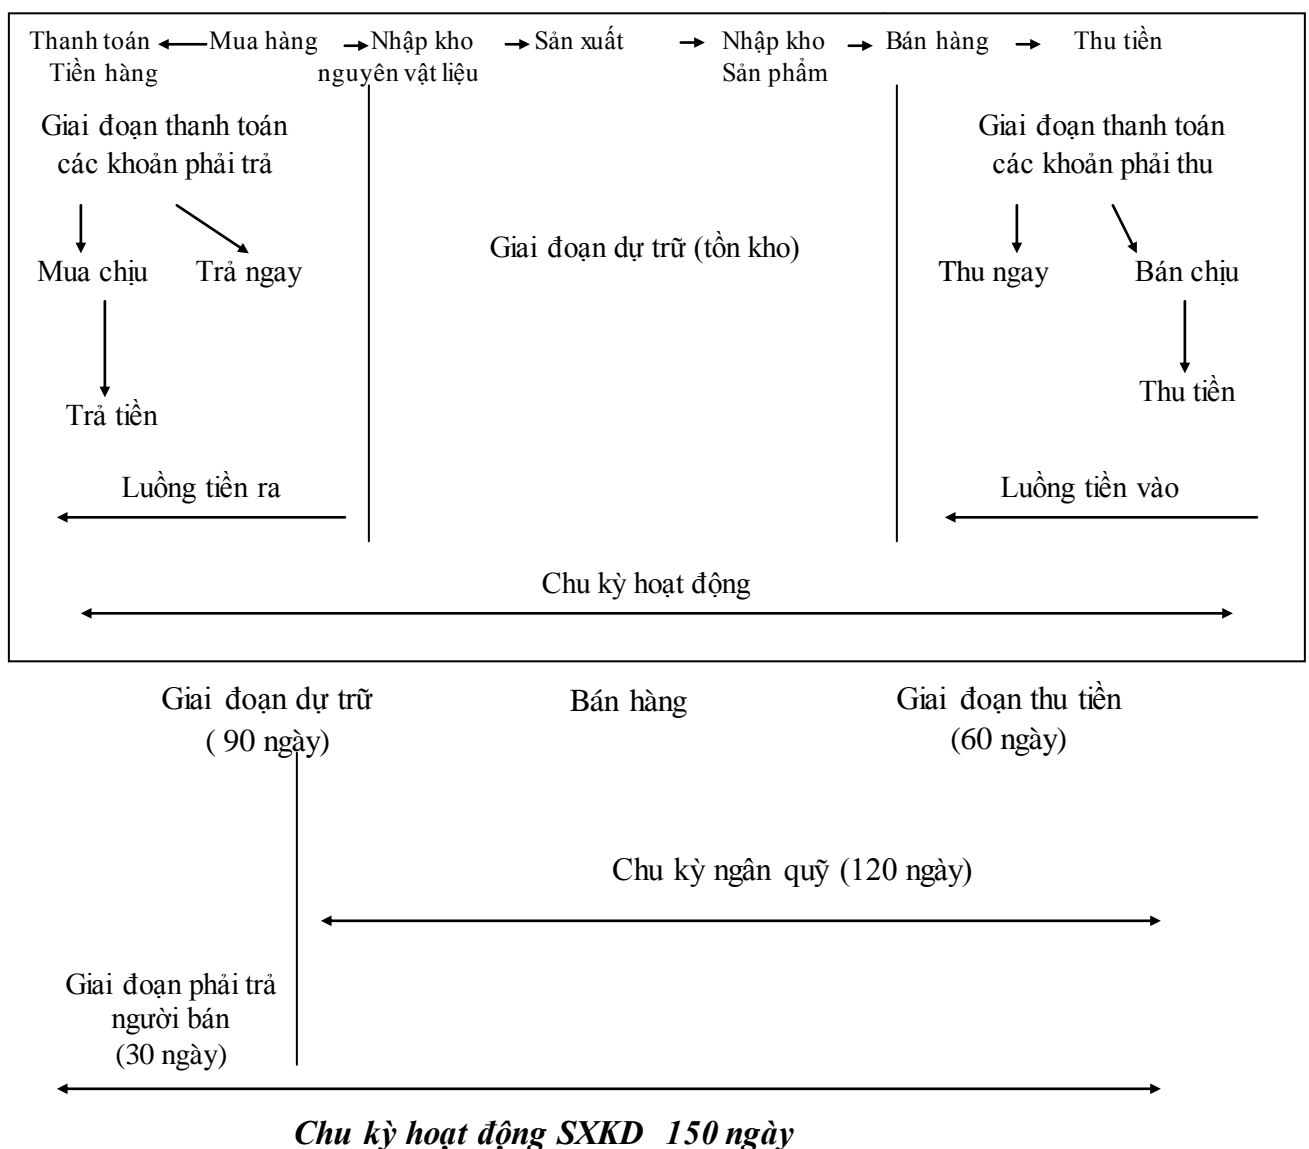 Thanh toán Mua hàng Nhập kho Sản xuất Nhập kho Bán hàng Thu tiền
Tiền hàng nguyên vật liệu Sản phẩm
Giai đoạn thanh toán
các khoản phải trả
Giai đoạn thanh toán
các khoản phải thu
Giai đoạn dự trữ (tồn kho)
Mua chịu Trả ngay
Thu ngay Bán chịu
Trả tiền
Thu tiền
Luồng tiền ra
Luồng tiền vào
Chu kỳ hoạt động
Giai đoạn dự trữ
( 90 ngày)
Bán hàng
Giai đoạn thu tiền
(60 ngày)
Chu kỳ ngân quỹ (120 ngày)
Giai đoạn phải trả
người bán
(30 ngày)
Chu kỳ hoạt động SXKD 150 ngày